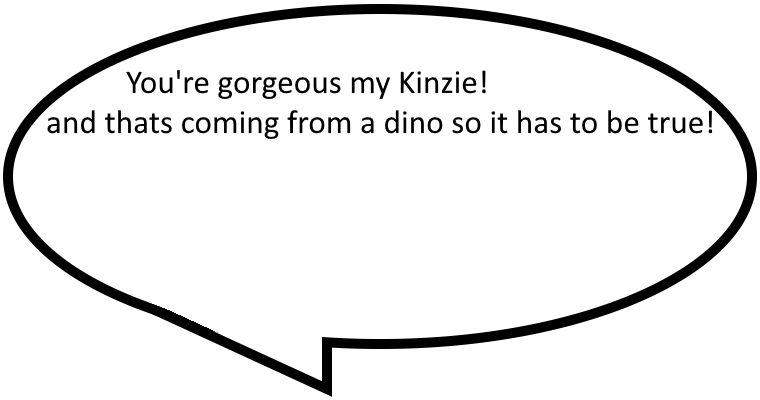 You're gorgeous my Kinzie!
and thats coming from a dino so it has to be true!